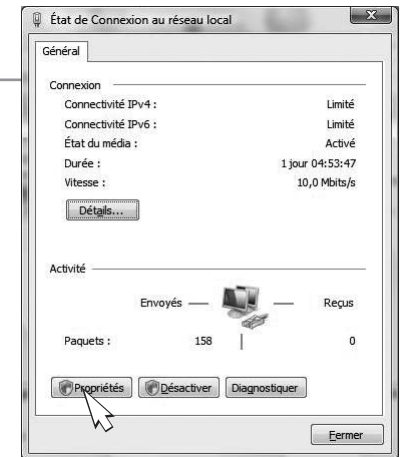 État de Connexion au réseau local
Général
Connexion
Connectivité IPv4 : Limité
Connectivité IPv6 : Limité
État du média : Activé
Durée : 1 jour 04:53:47
Vitesse : 10,0 Mbits/s
Détails...
Activité
Envoyés — — Reçus
Paquets : 158 | 0
Propriétés Désactiver Diagnostiquer
Fermer